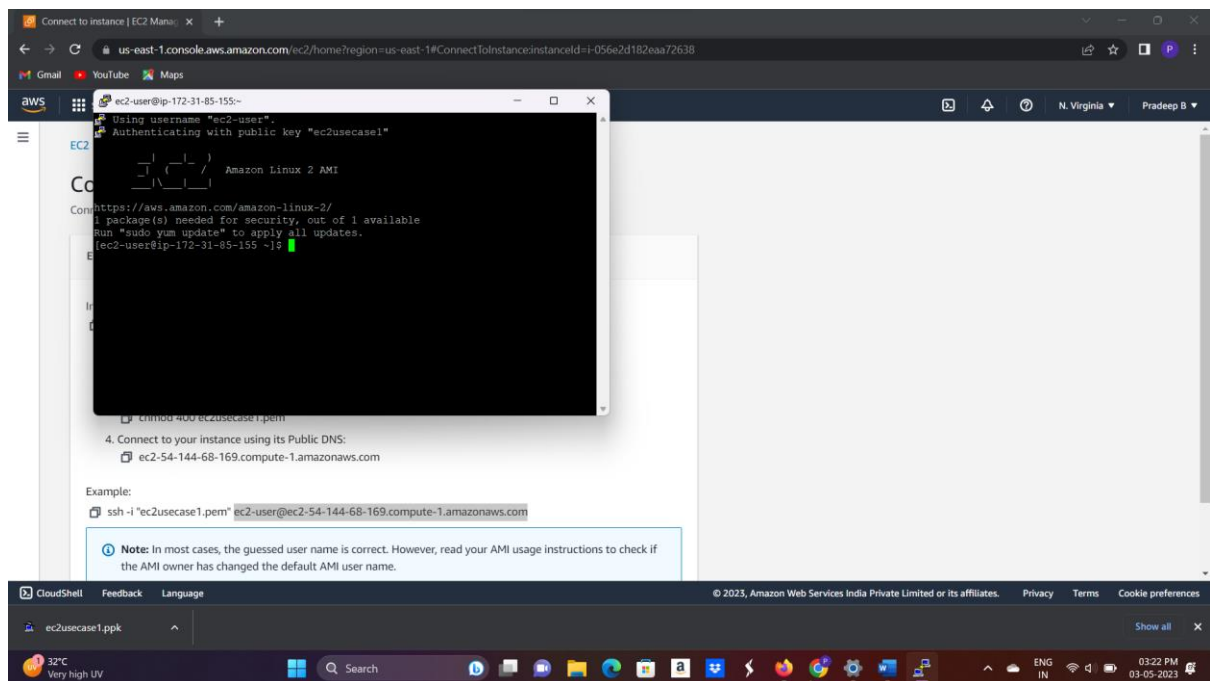 Connect to instance | EC2 Manag
us-east-1.console.aws.amazon.com/ec2/home?region=us-east-1#ConnectToInstance:instanceId=i-056e2d182eaa72638
P
Gmail YouTube Maps
aws
N. Virginia ▼ Pradeep B ▼
EC2
Co
Conn
E
In
ec2-user@ip-172-31-85-155:~
Using username "ec2-user".
Authenticating with public key "ec2usecase1"
__| __|_ )
_| ( / Amazon Linux 2 AMI
___|\___|___|
https://aws.amazon.com/amazon-linux-2/
1 package(s) needed for security, out of 1 available
Run "sudo yum update" to apply all updates.
[ec2-user@ip-172-31-85-155 ~]$
chmod 400 ec2usecase1.pem
4. Connect to your instance using its Public DNS:
ec2-54-144-68-169.compute-1.amazonaws.com
Example:
ssh -i "ec2usecase1.pem" ec2-user@ec2-54-144-68-169.compute-1.amazonaws.com
Note: In most cases, the guessed user name is correct. However, read your AMI usage instructions to check if
the AMI owner has changed the default AMI user name.
CloudShell Feedback Language
© 2023, Amazon Web Services India Private Limited or its affiliates. Privacy Terms Cookie preferences
ec2usecase1.ppk
Show all
32°C
Very high UV
Search
ENG
IN
03:22 PM
03-05-2023